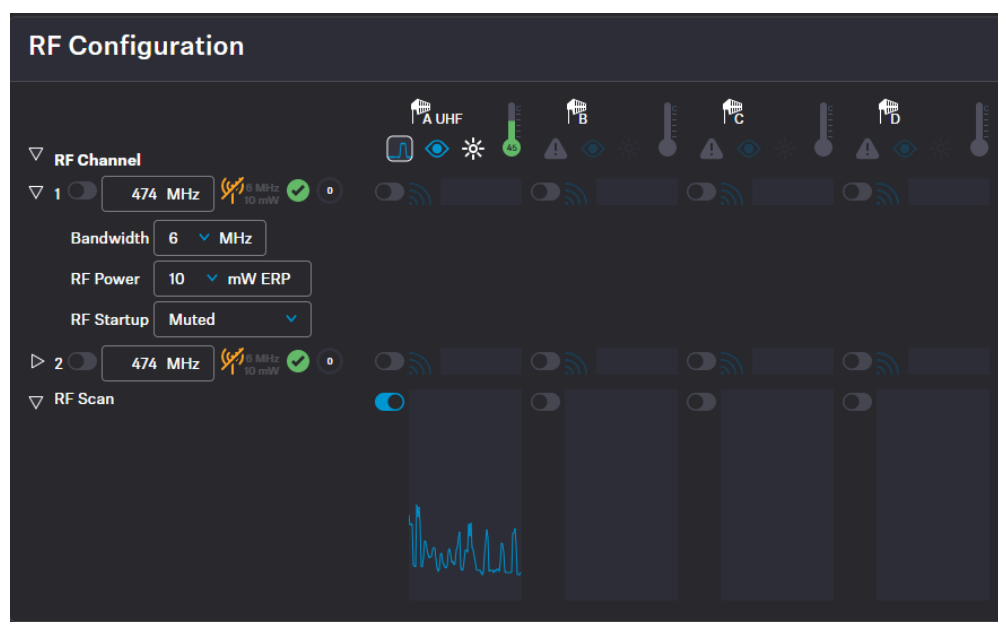 RF Configuration
A UHF B C D
45
RF Channel
1 474 MHz 6 MHz 10 mW 0
Bandwidth 6 MHz
RF Power 10 mW ERP
RF Startup Muted
2 474 MHz 6 MHz 10 mW 0
RF Scan